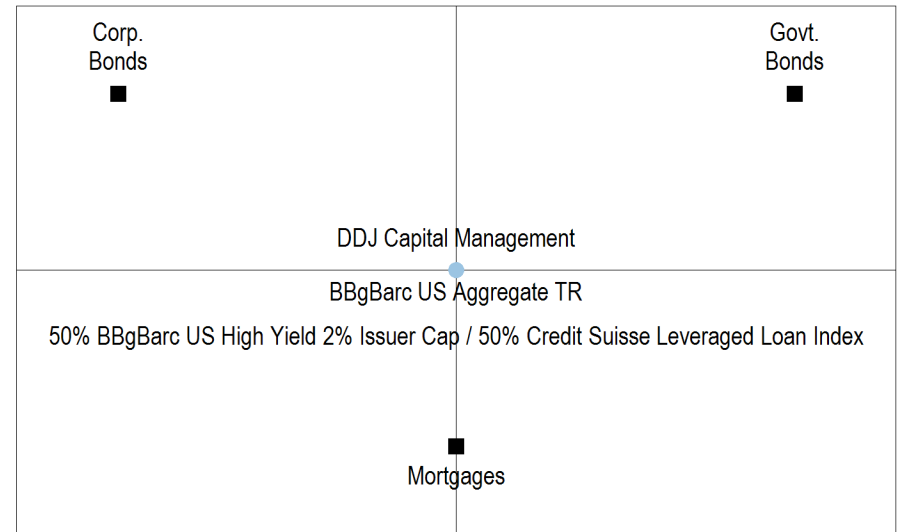 Corp.
Bonds
Govt.
Bonds
DDJ Capital Management
BBgBarc US Aggregate TR
50% BBgBarc US High Yield 2% Issuer Cap / 50% Credit Suisse Leveraged Loan Index
Mortgages